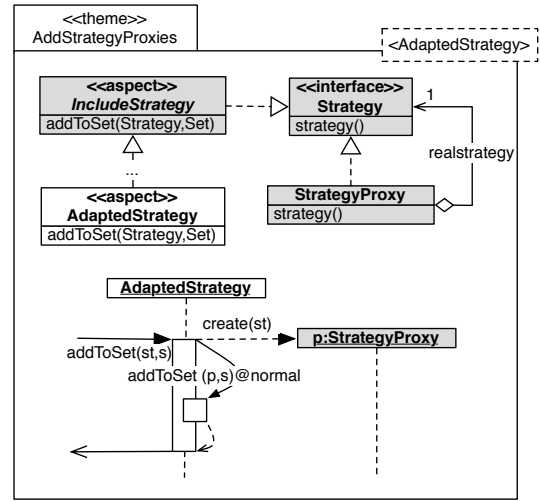 <<theme>>
AddStrategyProxies
<AdaptedStrategy>
<<aspect>>
IncludeStrategy
addToSet(Strategy,Set)
<<interface>>
Strategy
strategy()
1
realstrategy
...
<<aspect>>
AdaptedStrategy
addToSet(Strategy,Set)
StrategyProxy
strategy()
AdaptedStrategy
create(st)
p:StrategyProxy
addToSet(st,s)
addToSet (p,s)@normal